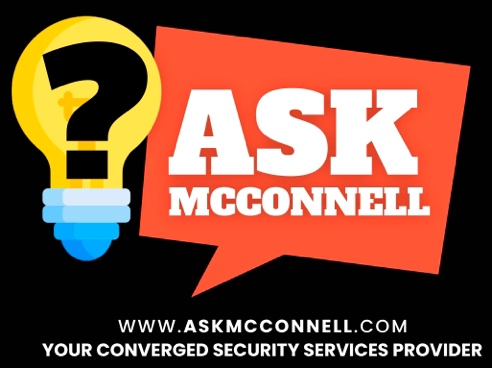 ?
ASK
MCCONNELL
WWW.ASKMCCONNELL.COM
YOUR CONVERGED SECURITY SERVICES PROVIDER